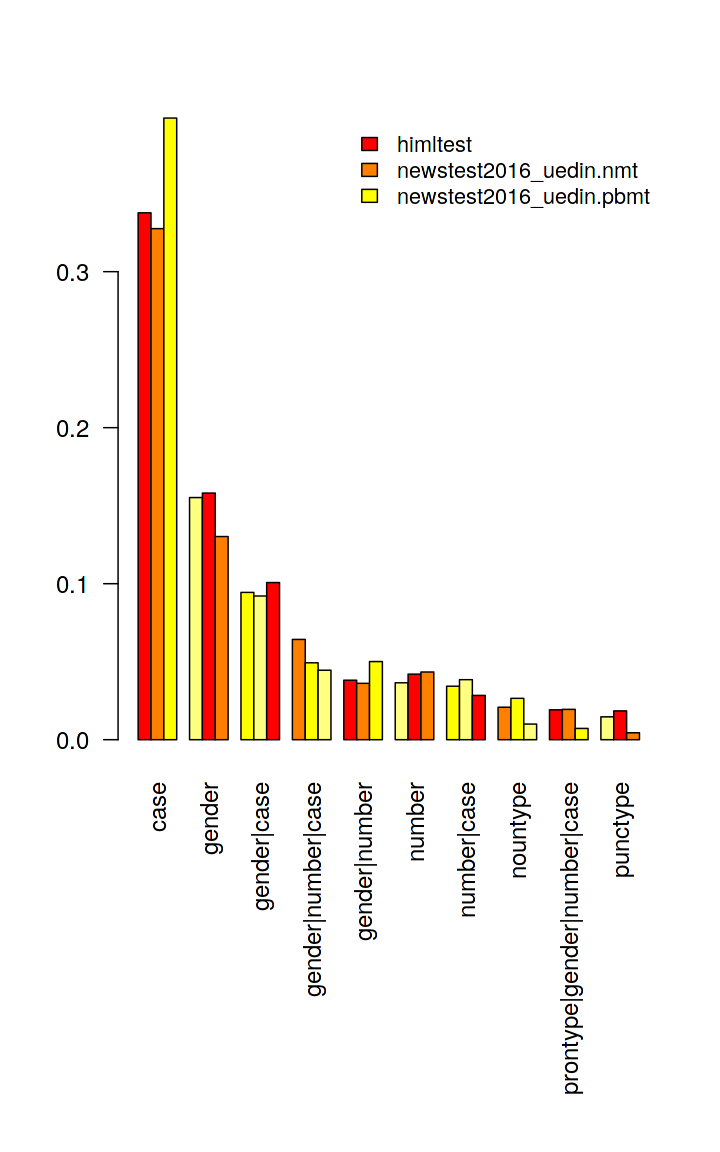 himltest
newstest2016_uedin.nmt
newstest2016_uedin.pbmt
0.3
0.2
0.1
0.0
case
gender
gender|case
gender|number|case
gender|number
number
number|case
nountype
prontype|gender|number|case
punctype